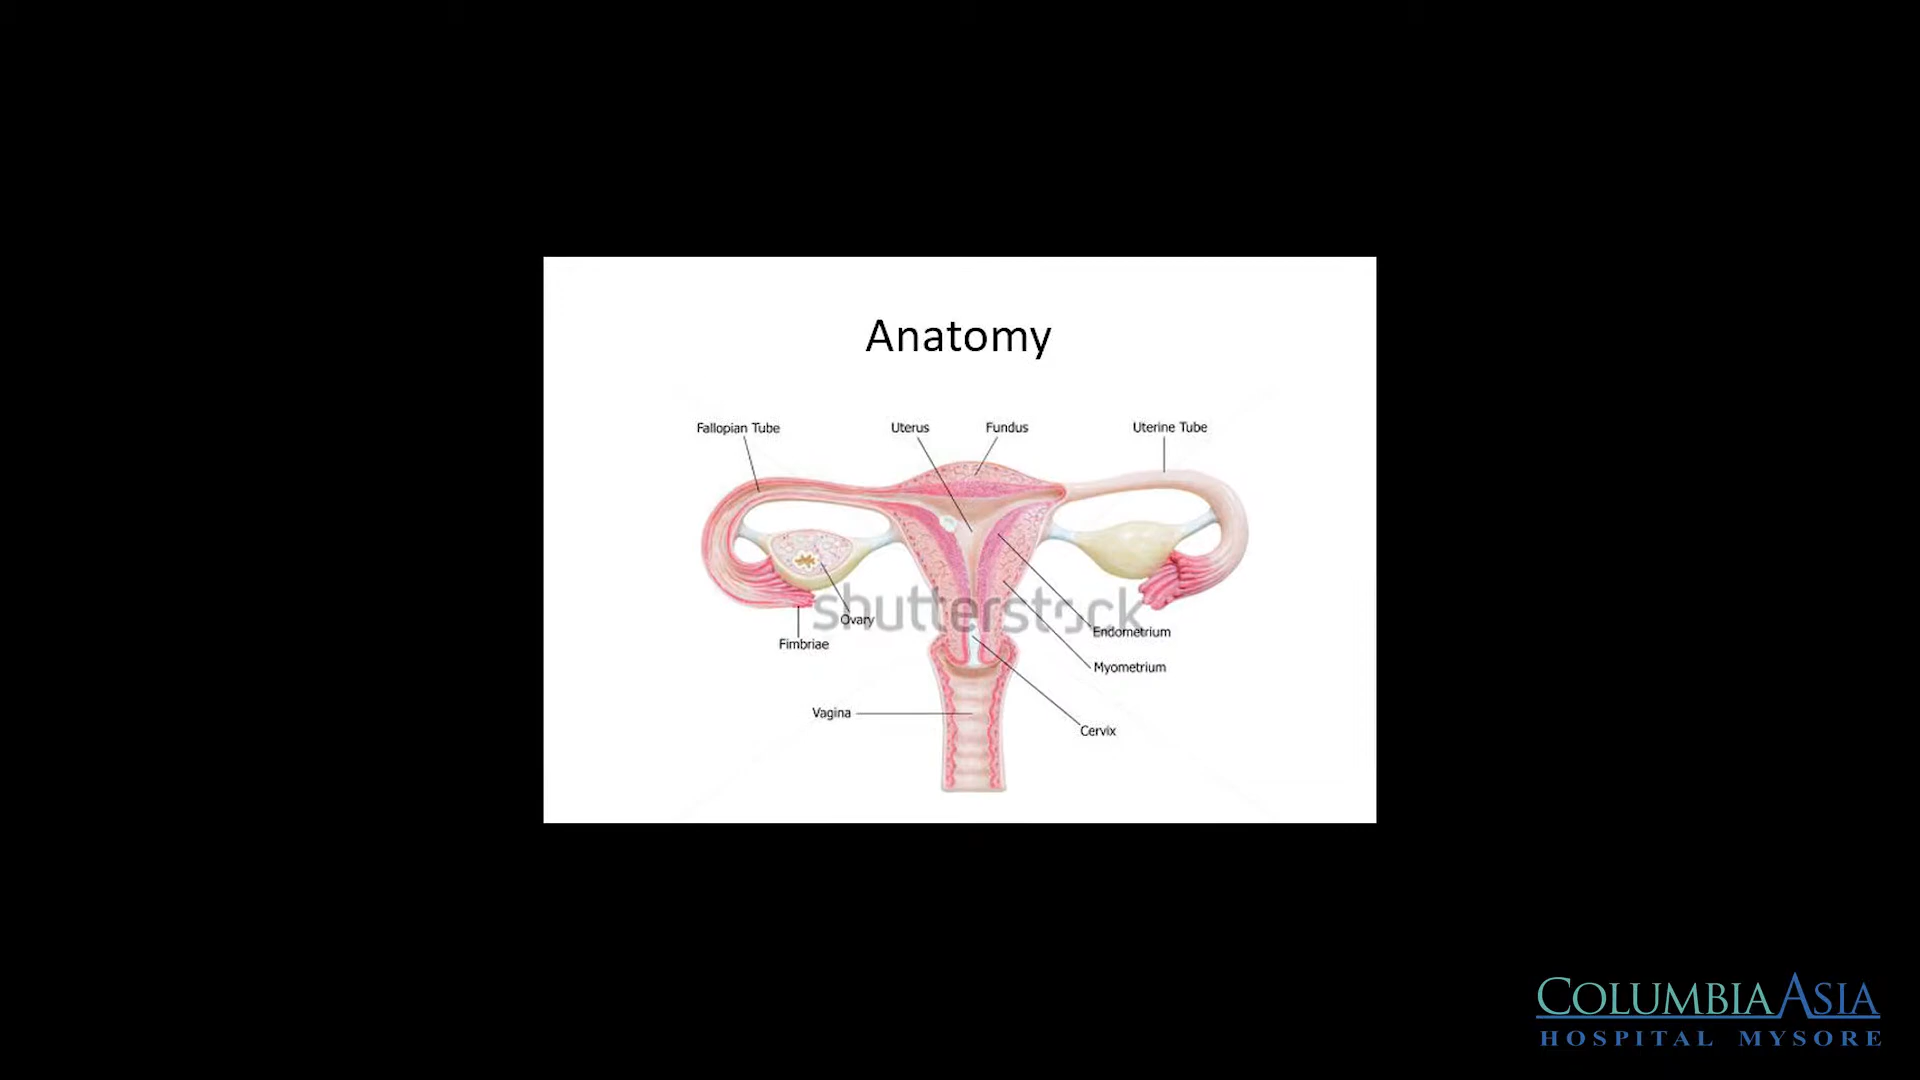 Anatomy
Fallopian Tube
Uterus
Fundus
Uterine Tube
shutterstock
Ovary
Fimbriae
Endometrium
Myometrium
Vagina
Cervix
COLUMBIA ASIA
HOSPITAL MYSORE